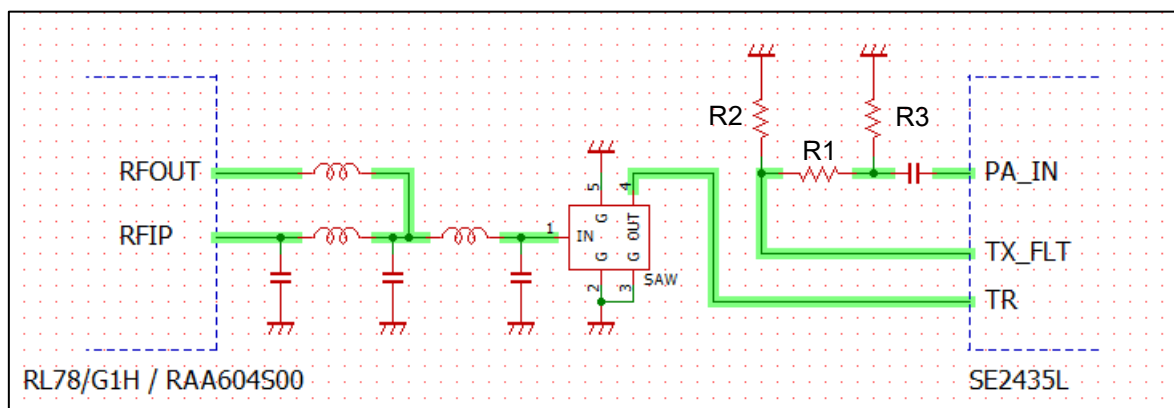 R2
R3
R1
RFOUT
PA_IN
5
4
G
OUT
RFIP
1
IN
TX_FLT
G
G
SAW
2
3
TR
RL78/G1H / RAA604S00
SE2435L